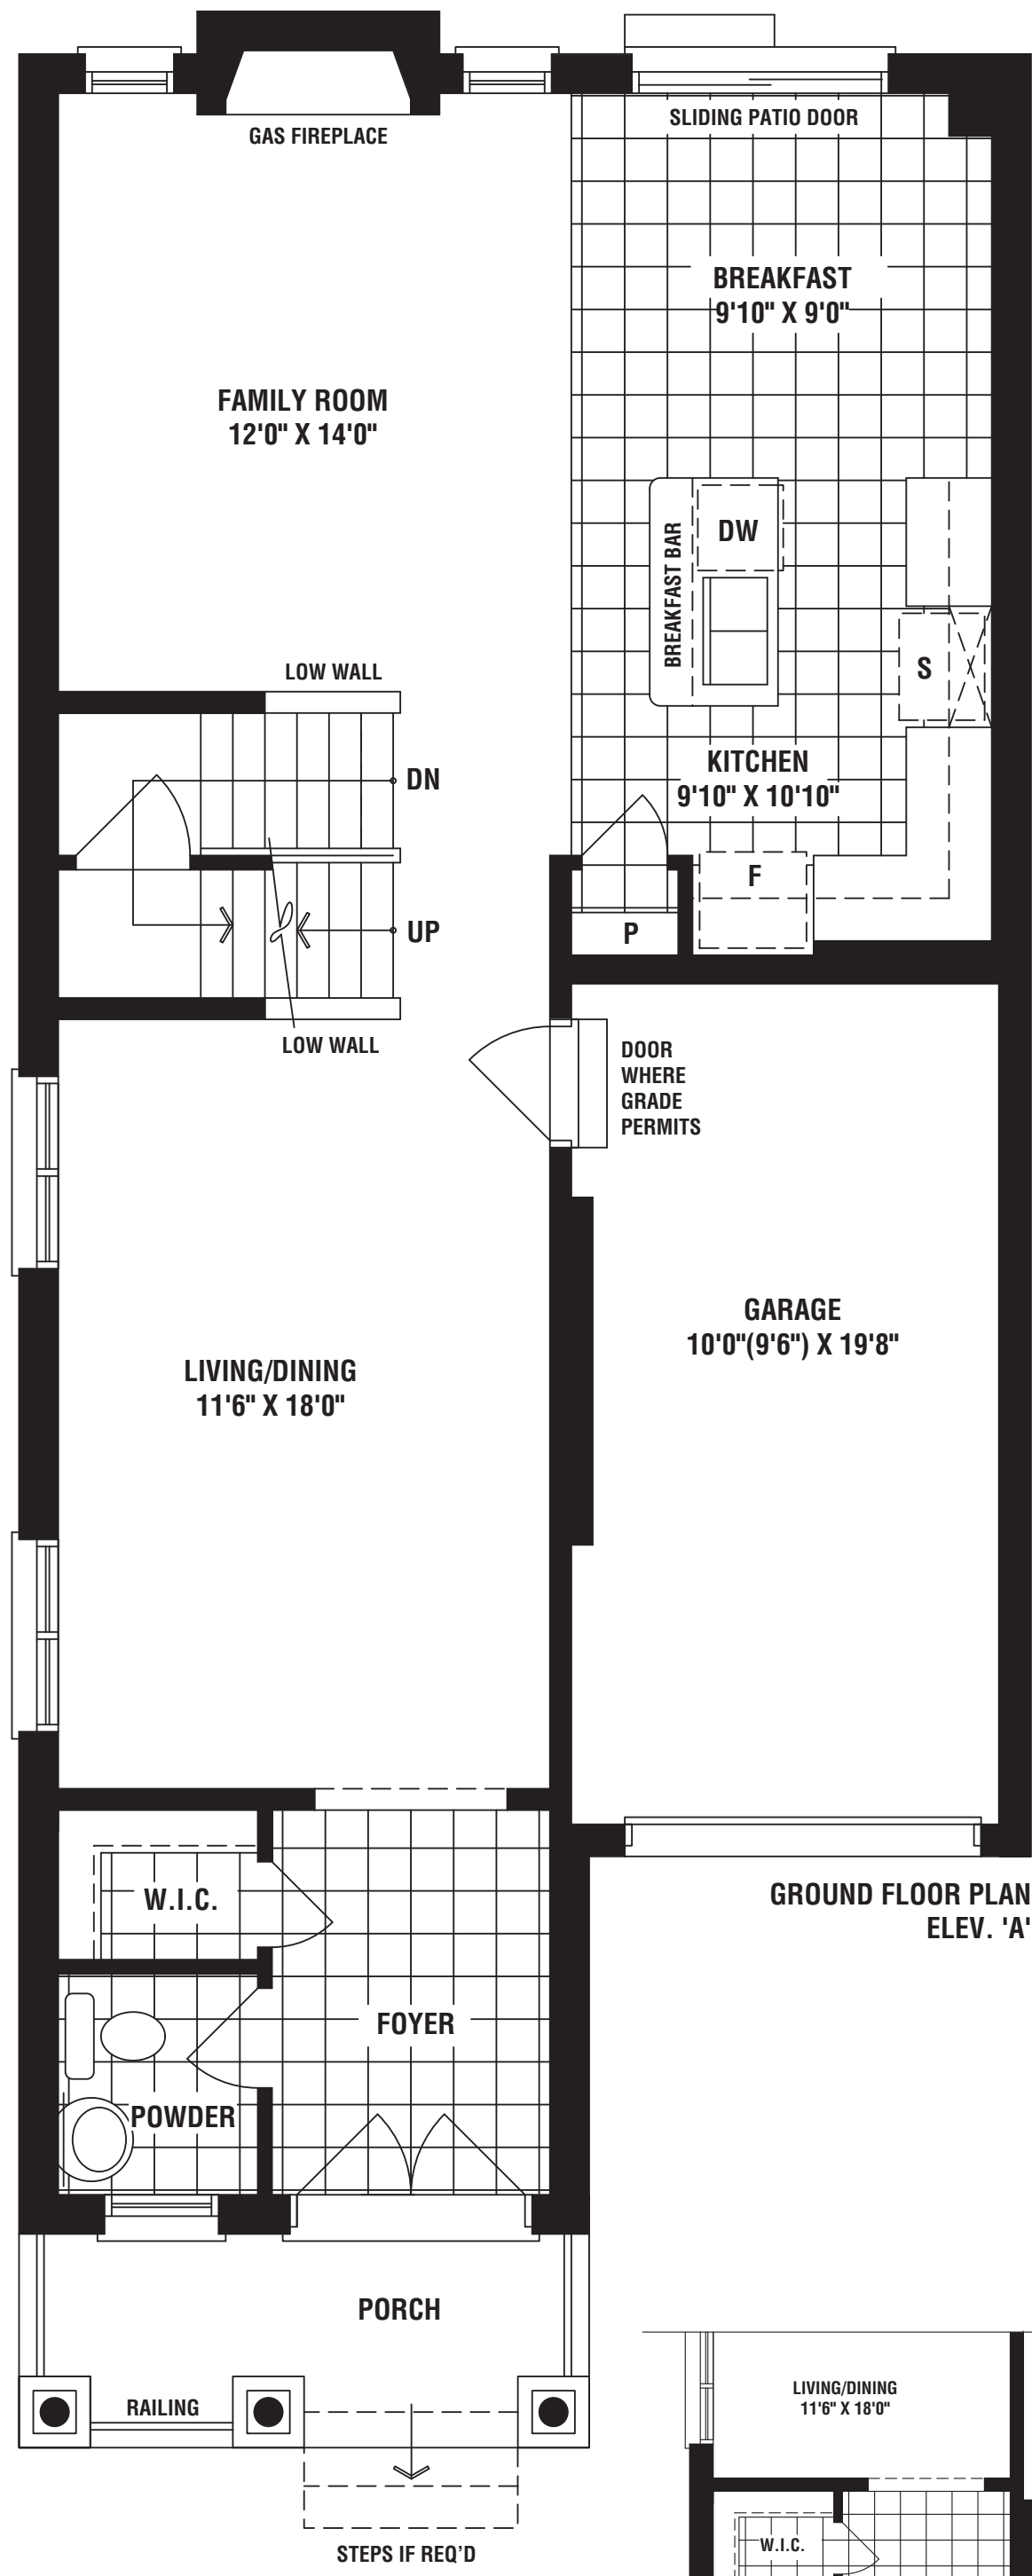 GAS FIREPLACE
SLIDING PATIO DOOR
BREAKFAST
9'10" X 9'0"
FAMILY ROOM
12'0" X 14'0"
BREAKFAST BAR
DW
S
LOW WALL
KITCHEN
9'10" X 10'10"
DN
F
UP
P
LOW WALL
DOOR
WHERE
GRADE
PERMITS
GARAGE
10'0"(9'6") X 19'8"
LIVING/DINING
11'6" X 18'0"
W.I.C.
GROUND FLOOR PLAN
ELEV. 'A'
FOYER
POWDER
PORCH
RAILING
LIVING/DINING
11'6" X 18'0"
W.I.C.
STEPS IF REQ'D